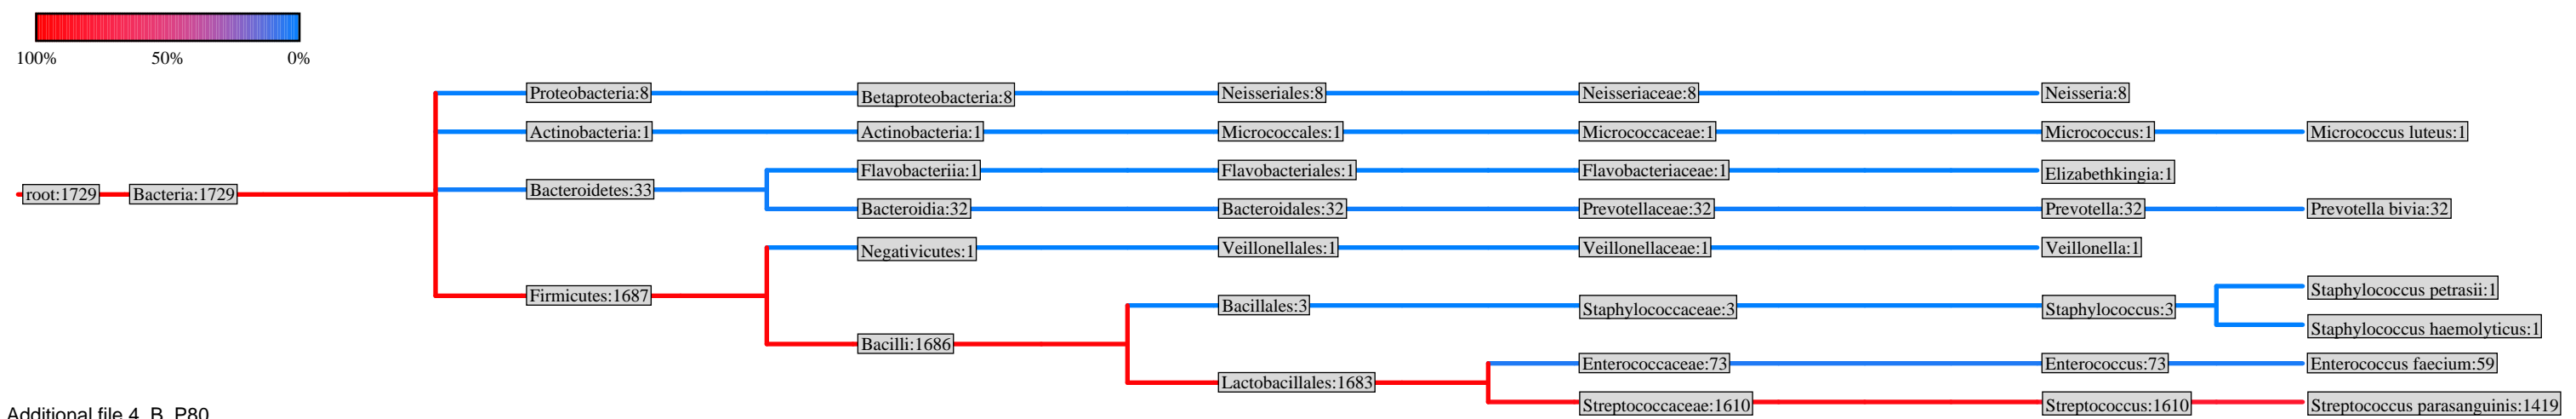 100% 50% 0%
Proteobacteria:8 Betaproteobacteria:8 Neisseriales:8 Neisseriaceae:8 Neisseria:8
Actinobacteria:1 Actinobacteria:1 Micrococcales:1 Micrococcaceae:1 Micrococcus:1 Micrococcus luteus:1
Flavobacteriia:1 Flavobacteriales:1 Flavobacteriaceae:1 Elizabethkingia:1
root:1729 Bacteria:1729 Bacteroidetes:33
Bacteroidia:32 Bacteroidales:32 Prevotellaceae:32 Prevotella:32 Prevotella bivia:32
Negativicutes:1 Veillonellales:1 Veillonellaceae:1 Veillonella:1
Firmicutes:1687 Staphylococcus petrasii:1
Bacillales:3 Staphylococcaceae:3 Staphylococcus:3
Staphylococcus haemolyticus:1
Bacilli:1686
Enterococcaceae:73 Enterococcus:73 Enterococcus faecium:59
Lactobacillales:1683
Streptococcaceae:1610 Streptococcus:1610 Streptococcus parasanguinis:1419
Additional file 4_B_P80